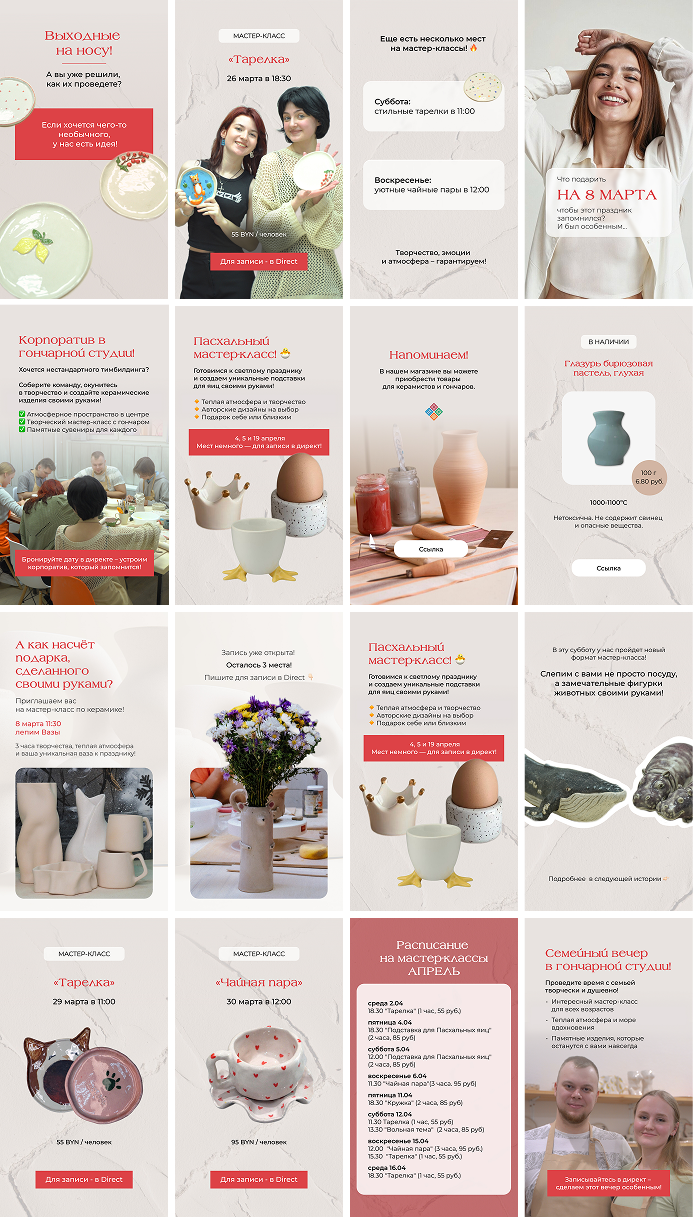 Выходные
на носу!
А вы уже решили,
как их проведете?
Если хочется чего-то
необычного,
у нас есть идея!
МАСТЕР-КЛАСС
«Тарелка»
26 марта в 18:30
55 BYN / человек
Для записи - в Direct
Еще есть несколько мест
на мастер-классы! 🔥
Суббота:
стильные тарелки в 11:00
Воскресенье:
уютные чайные пары в 12:00
Творчество, эмоции
и атмосфера – гарантируем!
Что подарить
НА 8 МАРТА
чтобы этот праздник
запомнился?
И был особенным...
Корпоратив в
гончарной студии!
Хочется нестандартного тимбилдинга?
Соберите команду, окунитесь
в творчество и создайте керамические
изделия своими руками!
✅ Атмосферное пространство в центре
✅ Творческий мастер-класс с гончаром
✅ Памятные сувениры для каждого
Бронируйте дату в директе – устроим
корпоратив, который запомнится!
Пасхальный
мастер-класс! 🐣
Готовимся к светлому празднику
и создаем уникальные подставки
для яиц своими руками!
🔸 Теплая атмосфера и творчество
🔸 Авторские дизайны на выбор
🔸 Подарок себе или близким
4, 5 и 19 апреля
Мест немного — для записи в директ!
Напоминаем!
В нашем магазине вы можете
приобрести товары
для керамистов и гончаров.
Ссылка
В НАЛИЧИИ
Глазурь бирюзовая
пастель, глухая
100 г
6.80 руб.
1000-1100°C
Нетоксична. Не содержит свинец
и опасные вещества.
Ссылка
А как насчёт
подарка,
сделанного
своими руками?
Приглашаем вас
на мастер-класс по керамике!
8 марта 11:30
лепим Вазы
3 часа творчества, теплая атмосфера
и ваша уникальная ваза к празднику!
Запись уже открыта!
Осталось 3 места!
Пишите для записи в Direct 👇
Пасхальный
мастер-класс! 🐣
Готовимся к светлому празднику
и создаем уникальные подставки
для яиц своими руками!
🔸 Теплая атмосфера и творчество
🔸 Авторские дизайны на выбор
🔸 Подарок себе или близким
4, 5 и 19 апреля
Мест немного — для записи в директ!
В эту субботу у нас пройдет новый
формат мастер-класса!
Слепим с вами не просто посуду,
а замечательные фигурки
животных своими руками!
Подробнее в следующей истории 👉
МАСТЕР-КЛАСС
«Тарелка»
29 марта в 11:00
55 BYN / человек
Для записи - в Direct
МАСТЕР-КЛАСС
«Чайная пара»
30 марта в 12:00
95 BYN / человек
Для записи - в Direct
Расписание
на мастер-классы
АПРЕЛЬ
среда 2.04
18:30 "Тарелка" (1 час, 55 руб.)
пятница 4.04
18:30 "Подставка для Пасхальных яиц"
(2 часа, 85 руб)
суббота 5.04
12:00 "Подставка для Пасхальных яиц"
(2 часа, 85 руб)
воскресенье 6.04
11:30 "Чайная пара"(3 часа. 95 руб)
пятница 11.04
18:30 "Кружка" (2 часа, 85 руб)
суббота 12.04
11:30 Тарелка (1 час, 55 руб)
13:30 "Вольная тема" (2 часа, 85 руб)
воскресенье 15.04
12:00 "Чайная пара" (3 часа, 95 руб.)
15:30 "Тарелка" (1 час, 55 руб.)
среда 16.04
18:30 "Тарелка" (1 час, 55 руб.)
Семейный вечер
в гончарной студии!
Проведите время с семьей
творчески и душевно!
- Интересный мастер-класс
для всех возрастов
- Теплая атмосфера и море
вдохновения
- Памятные изделия, которые
останутся с вами навсегда
Записывайтесь в директ –
сделаем этот вечер особенным!